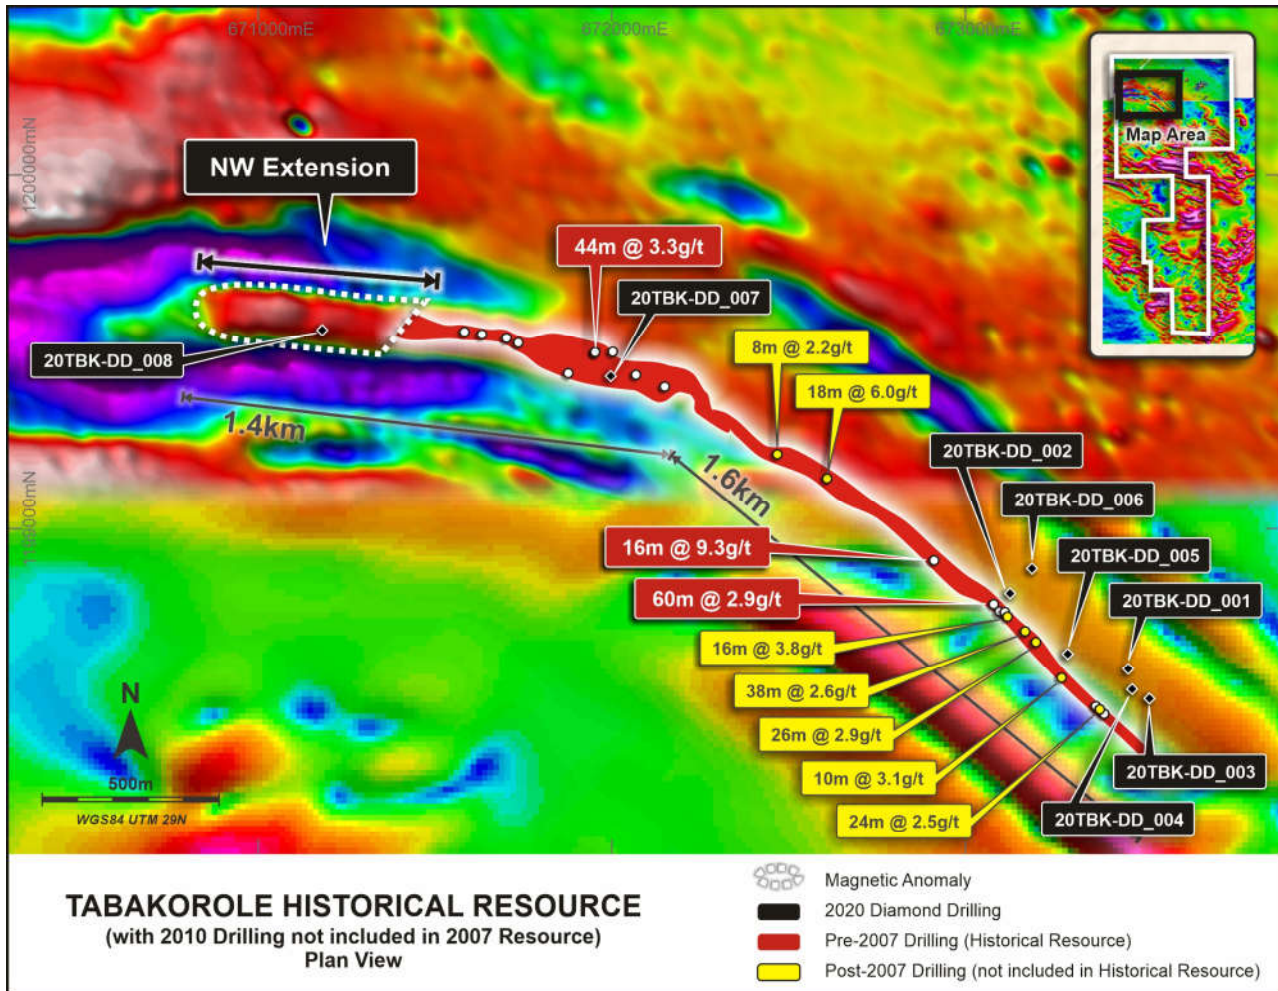 671000mE
672000mE
673000mE
1200000mN
1199000mN
Map Area
NW Extension
44m @ 3.3g/t
20TBK-DD_007
20TBK-DD_008
8m @ 2.2g/t
18m @ 6.0g/t
1.4km
1.6km
20TBK-DD_002
20TBK-DD_006
20TBK-DD_005
20TBK-DD_001
16m @ 9.3g/t
60m @ 2.9g/t
16m @ 3.8g/t
38m @ 2.6g/t
26m @ 2.9g/t
10m @ 3.1g/t
24m @ 2.5g/t
20TBK-DD_003
20TBK-DD_004
N
500m
WGS84 UTM 29N
TABAKOROLE HISTORICAL RESOURCE
(with 2010 Drilling not included in 2007 Resource)
Plan View
Magnetic Anomaly
2020 Diamond Drilling
Pre-2007 Drilling (Historical Resource)
Post-2007 Drilling (not included in Historical Resource)